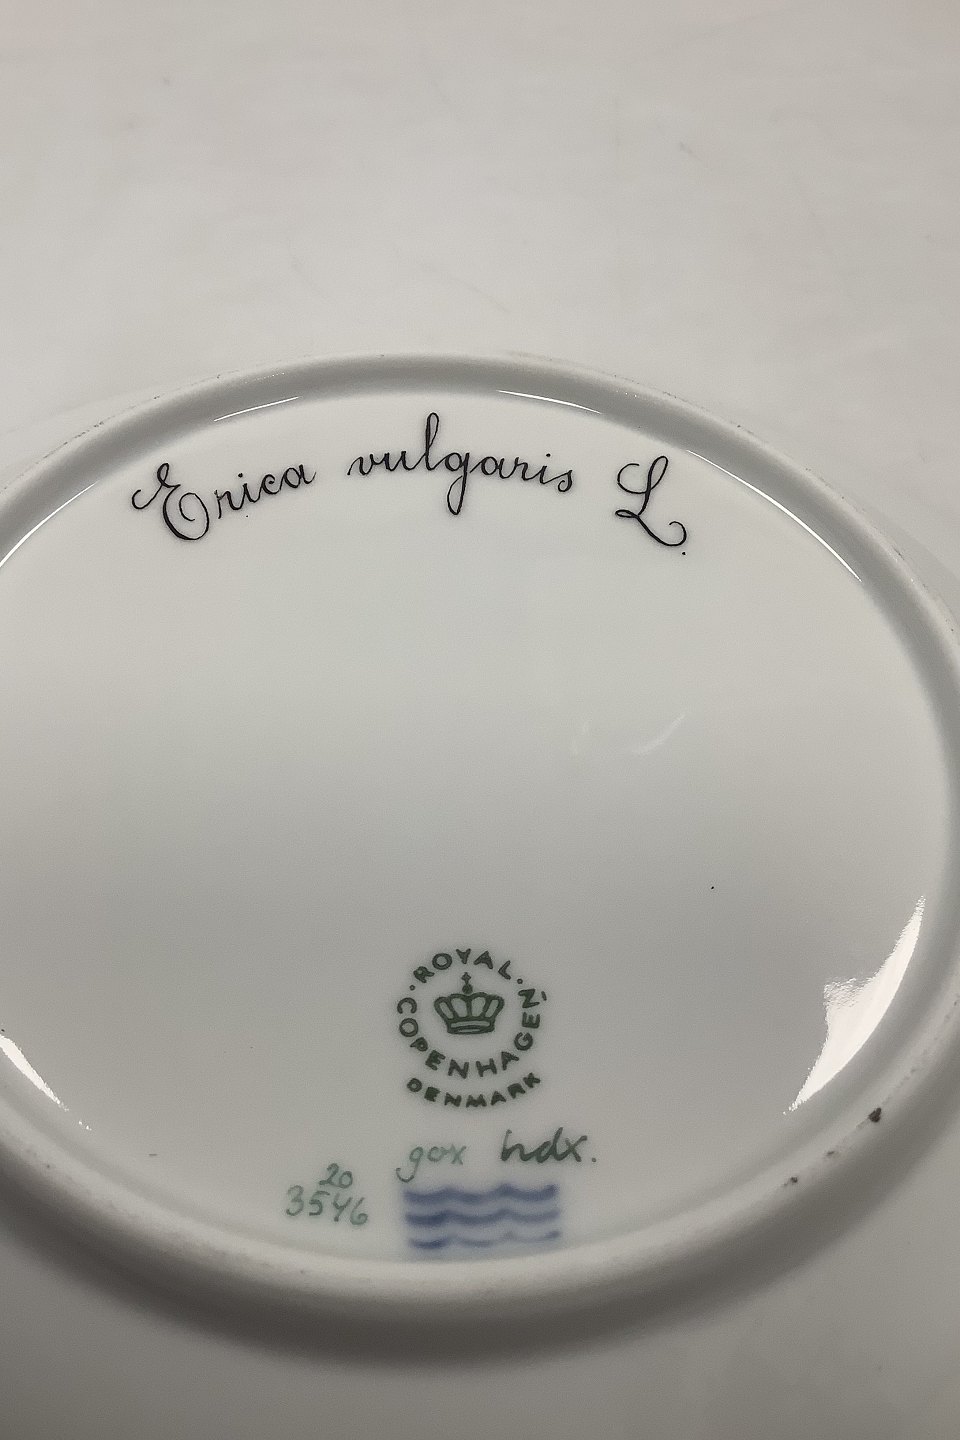 Erica vulgaris L.
ROYAL
COPENHAGEN
DENMARK
gox hdx.
20
3546